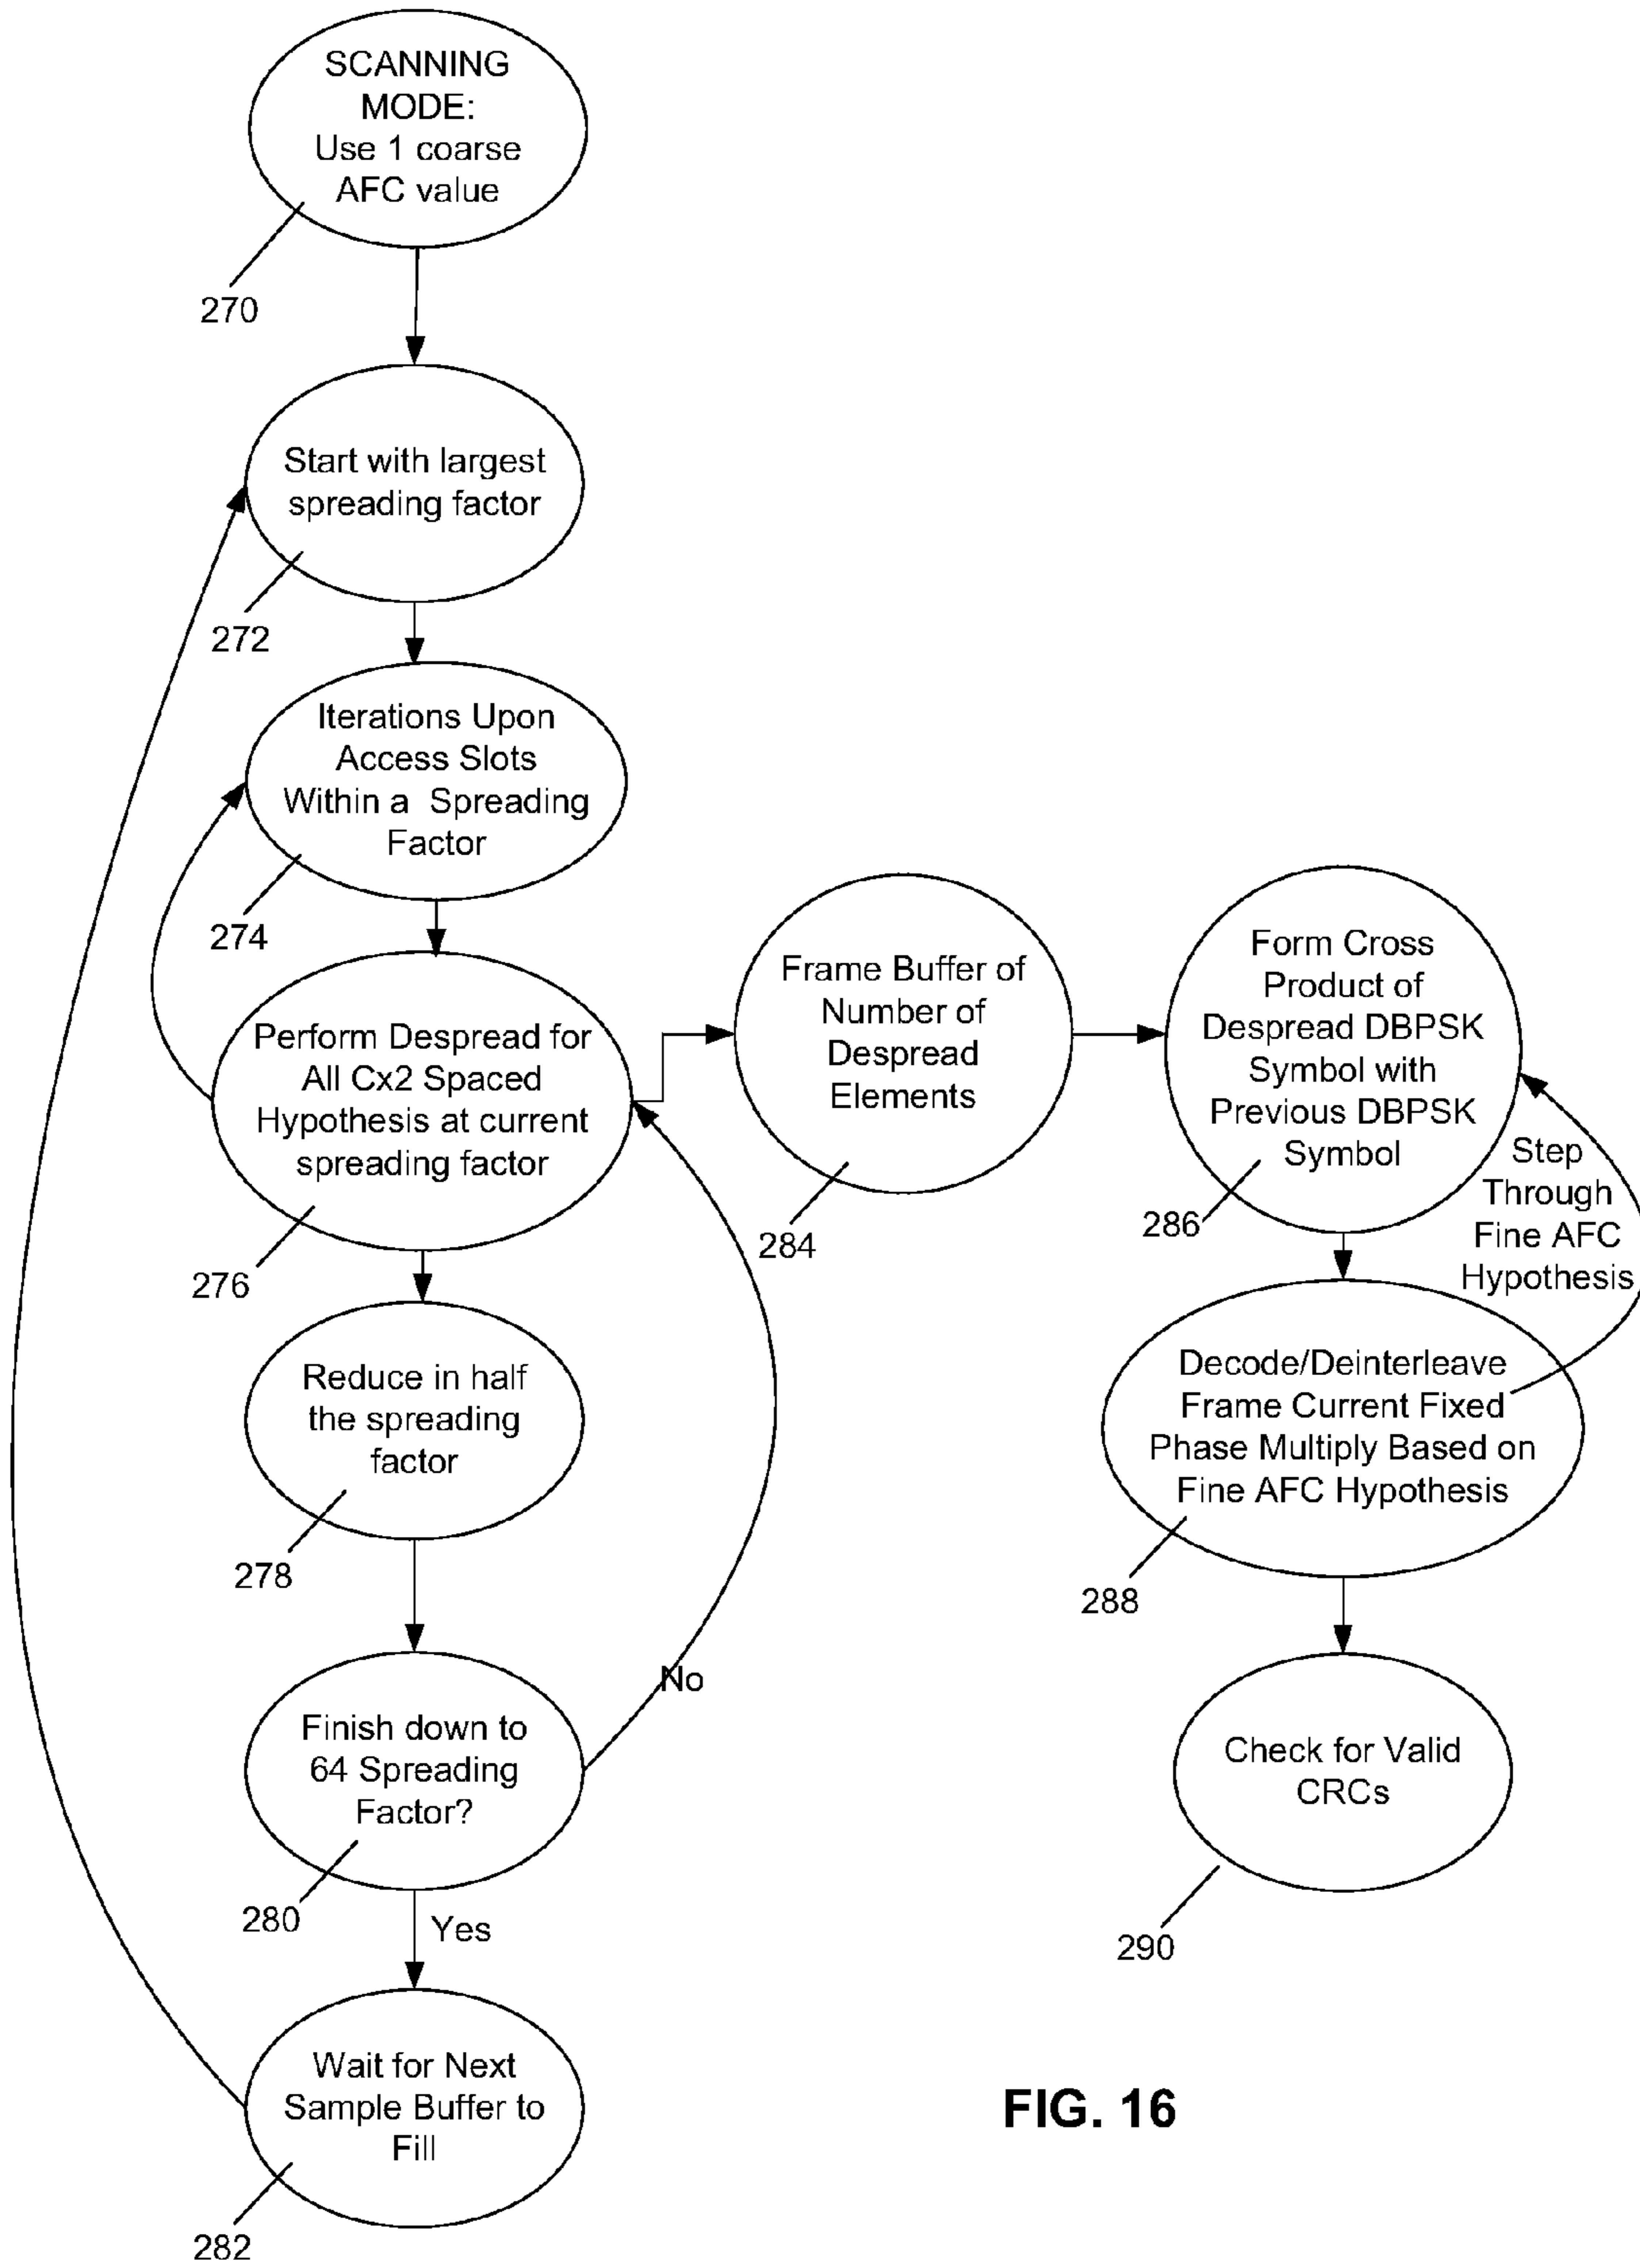 SCANNING
MODE:
Use 1 coarse
AFC value
270
Start with largest
spreading factor
272
Iterations Upon
Access Slots
Within a Spreading
Factor
274
Perform Despread for
All Cx2 Spaced
Hypothesis at current
spreading factor
276
Reduce in half
the spreading
factor
278
Finish down to
64 Spreading
Factor?
280
No
Yes
Wait for Next
Sample Buffer to
Fill
282
Frame Buffer of
Number of
Despread
Elements
284
Form Cross
Product of
Despread DBPSK
Symbol with
Previous DBPSK
Symbol
286
Step
Through
Fine AFC
Hypothesis
Decode/Deinterleave
Frame Current Fixed
Phase Multiply Based on
Fine AFC Hypothesis
288
Check for Valid
CRCs
290
FIG. 16